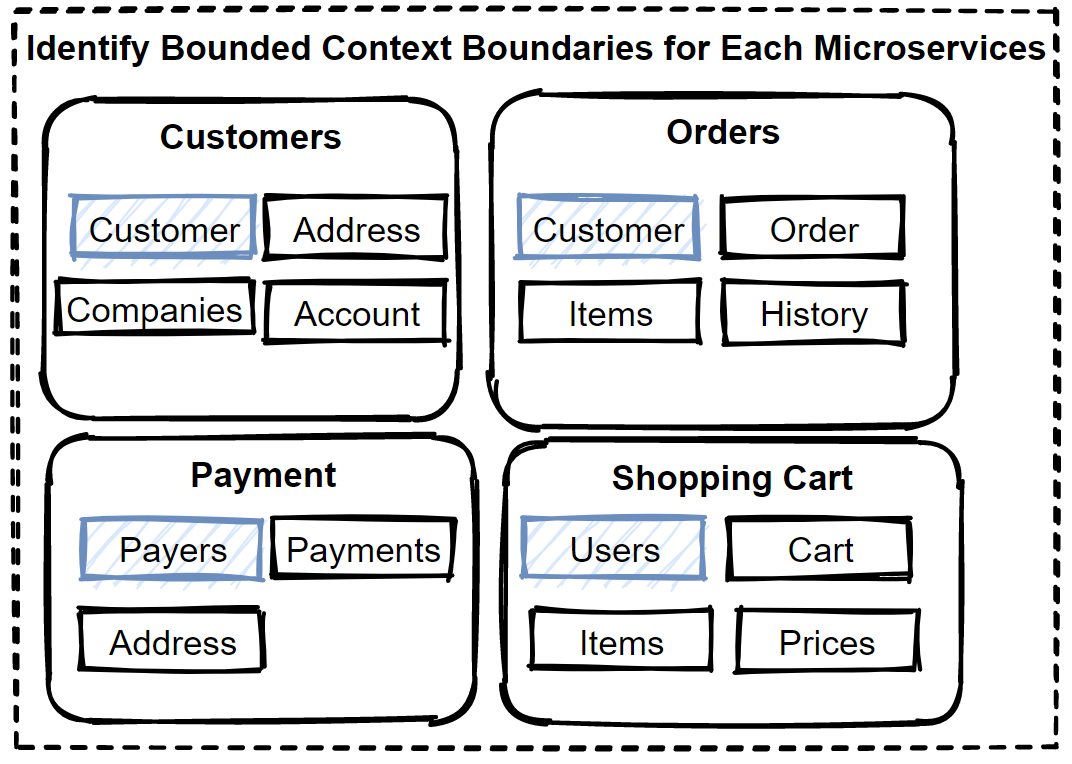 Identify Bounded Context Boundaries for Each Microservices
Customers
Customer Address
Companies Account
Orders
Customer Order
Items History
Payment
Payers Payments
Address
Shopping Cart
Users Cart
Items Prices